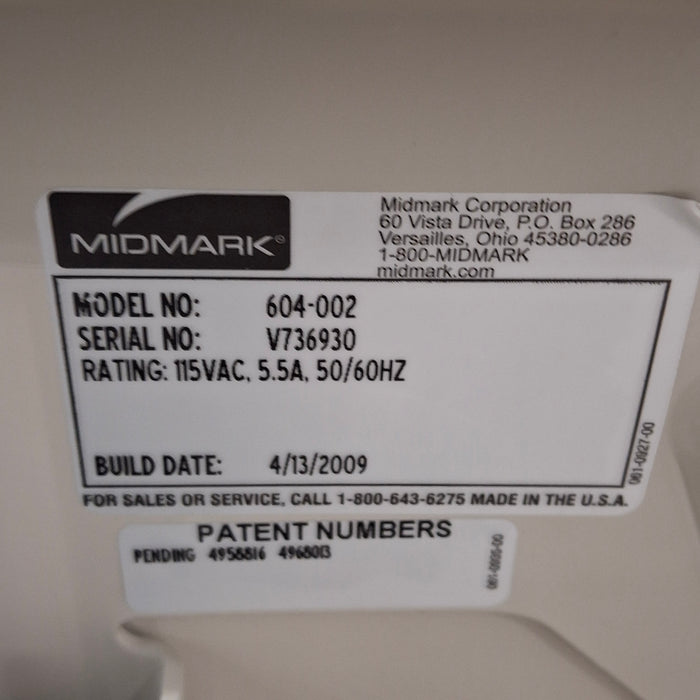 MIDMARK®
Midmark Corporation
60 Vista Drive, P.O. Box 286
Versailles, Ohio 45380-0286
1-800-MIDMARK
midmark.com
MODEL NO: 604-002
SERIAL NO: V736930
RATING: 115VAC, 5.5A, 50/60HZ
BUILD DATE: 4/13/2009
061-0927-00
FOR SALES OR SERVICE, CALL 1-800-643-6275 MADE IN THE U.S.A.
PATENT NUMBERS
PENDING 4958816 4968013